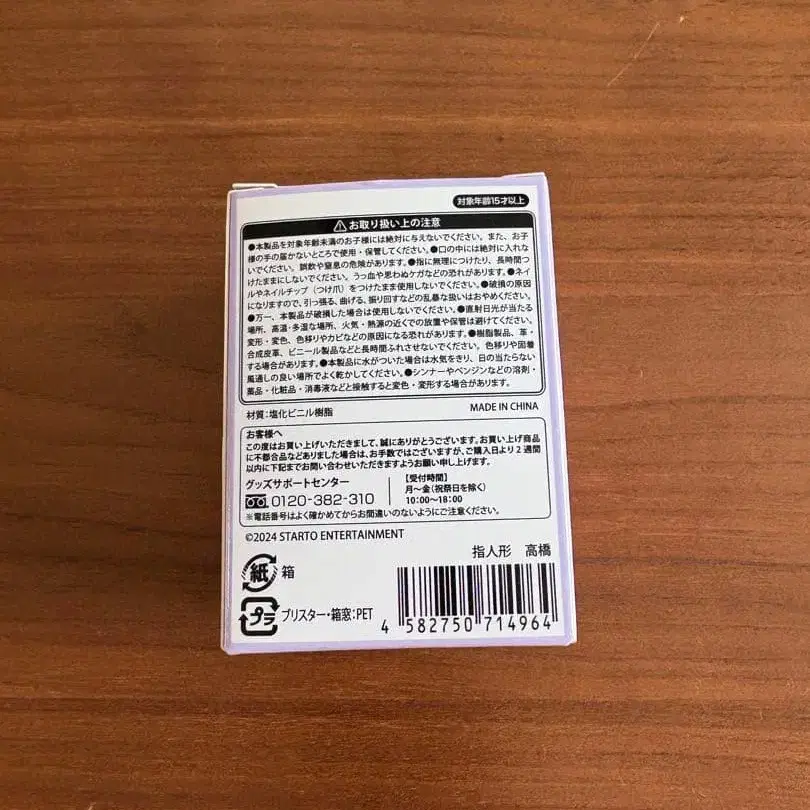 対象年齢15才以上
お取り扱い上の注意
●本製品を対象年齢未満のお子様には絶対に与えないでください。また、お子
様の手の届かないところで使用・保管してください。●口の中には絶対に入れな
いでください。誤飲や窒息の危険があります。●指に無理につけたり、長時間つ
けたままにしないでください。うっ血や思わぬケガなどの恐れがあります。●ネイ
ルやネイルチップ（つけ爪）をつけたまま使用しないでください。●破損の原因
になりますので、引っ張る、曲げる、振り回すなどの乱暴な扱いはおやめください。
●万一、本製品が破損した場合は使用しないでください。●直射日光が当たる
場所、高温・多湿な場所、火気・熱源の近くでの放置や保管は避けてください。
変形・変色、色移りやカビなどの原因になる恐れがあります。●樹脂製品、革・
合成皮革、ビニール製品などと長時間ふれさせないでください。色移りや固着
する場合があります。●本製品に水がついた場合は水気をきり、日の当たらない
風通しの良い場所でよく乾かしてください。●シンナーやベンジンなどの溶剤・
薬品・化粧品・消毒液などと接触すると変色・変形する場合があります。
材質：塩化ビニル樹脂 MADE IN CHINA
お客様へ
この度はお買い上げいただきまして、誠にありがとうございます。お買い上げ商品
に不都合品などありました場合は、お手数ではございますが、ご購入日より2週間
以内に下記までお問い合わせいただきますようお願い申し上げます。
グッズサポートセンター
0120-382-310
【受付時間】
月〜金（祝祭日を除く）
10:00〜18:00
※電話番号はよく確かめてからお間違いのないようにご注意ください。
©2024 STARTO ENTERTAINMENT
指人形 高橋
紙 箱
プラ ブリスター・箱窓：PET
4 582750 714964